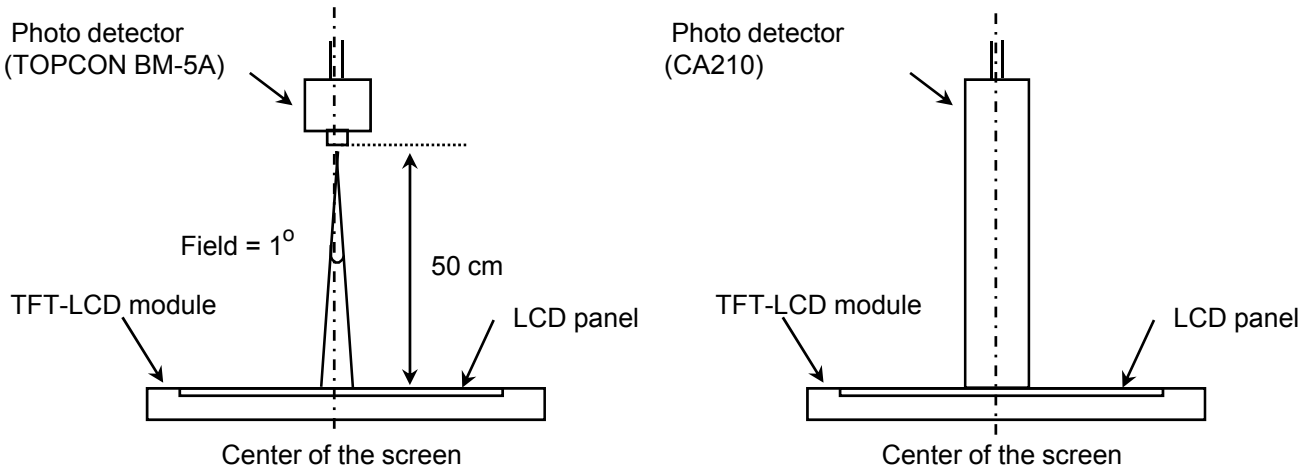 Photo detector
(TOPCON BM-5A)
Field = 1°
50 cm
TFT-LCD module
LCD panel
Center of the screen
Photo detector
(CA210)
TFT-LCD module
LCD panel
Center of the screen